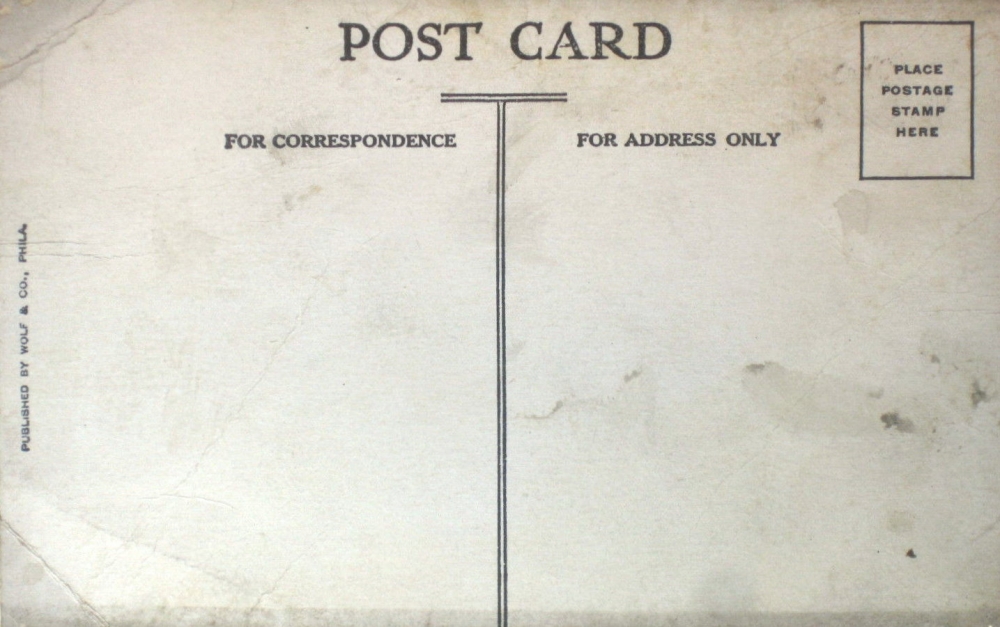 POST CARD
FOR CORRESPONDENCE
FOR ADDRESS ONLY
PLACE
POSTAGE
STAMP
HERE
PUBLISHED BY WOLF & CO., PHILA.